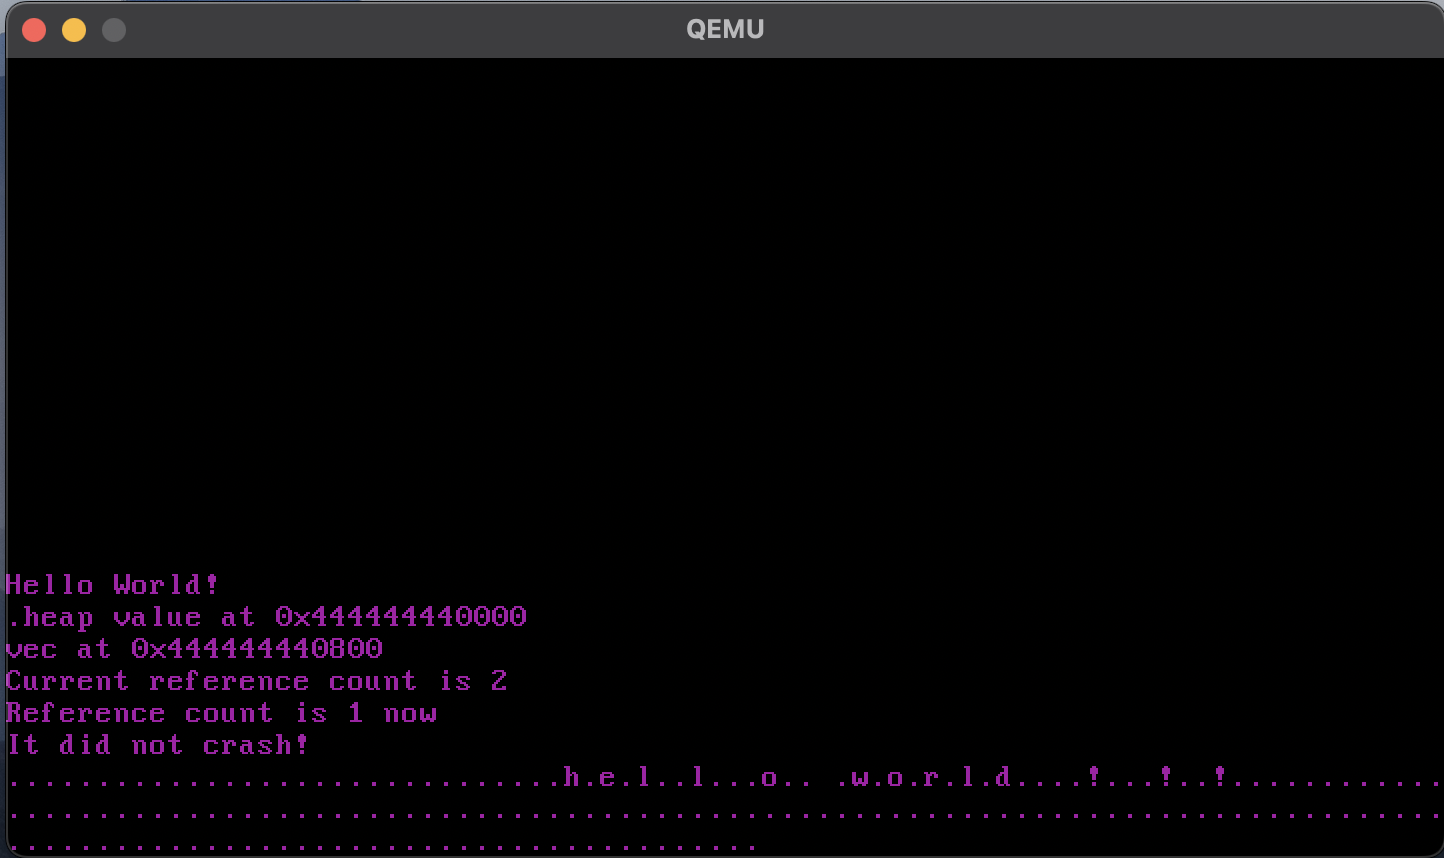 QEMU
Hello World!
.heap value at 0x444444440000
vec at 0x444444440800
Current reference count is 2
Reference count is 1 now
It did not crash!
...............................h.e.l..l...o.. .w.o.r.l.d....!...!..!............
................................................................................
..........................................